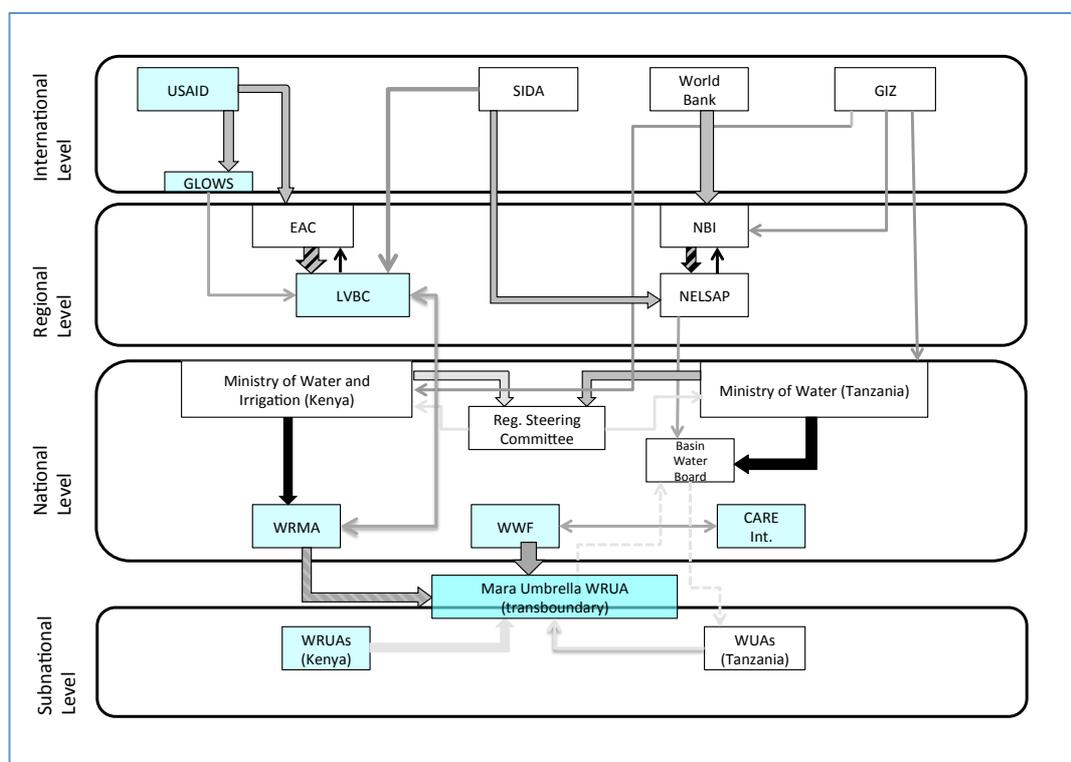 International
Level
USAID
SIDA
World
Bank
GIZ
GLOWS
Regional
Level
EAC
NBI
LVBC
NELSAP
National
Level
Ministry of Water and
Irrigation (Kenya)
Ministry of Water (Tanzania)
Reg. Steering
Committee
Basin
Water
Board
WRMA
WWF
CARE
Int.
Mara Umbrella WRUA
(transboundary)
Subnational
Level
WRUAs
(Kenya)
WUAs
(Tanzania)